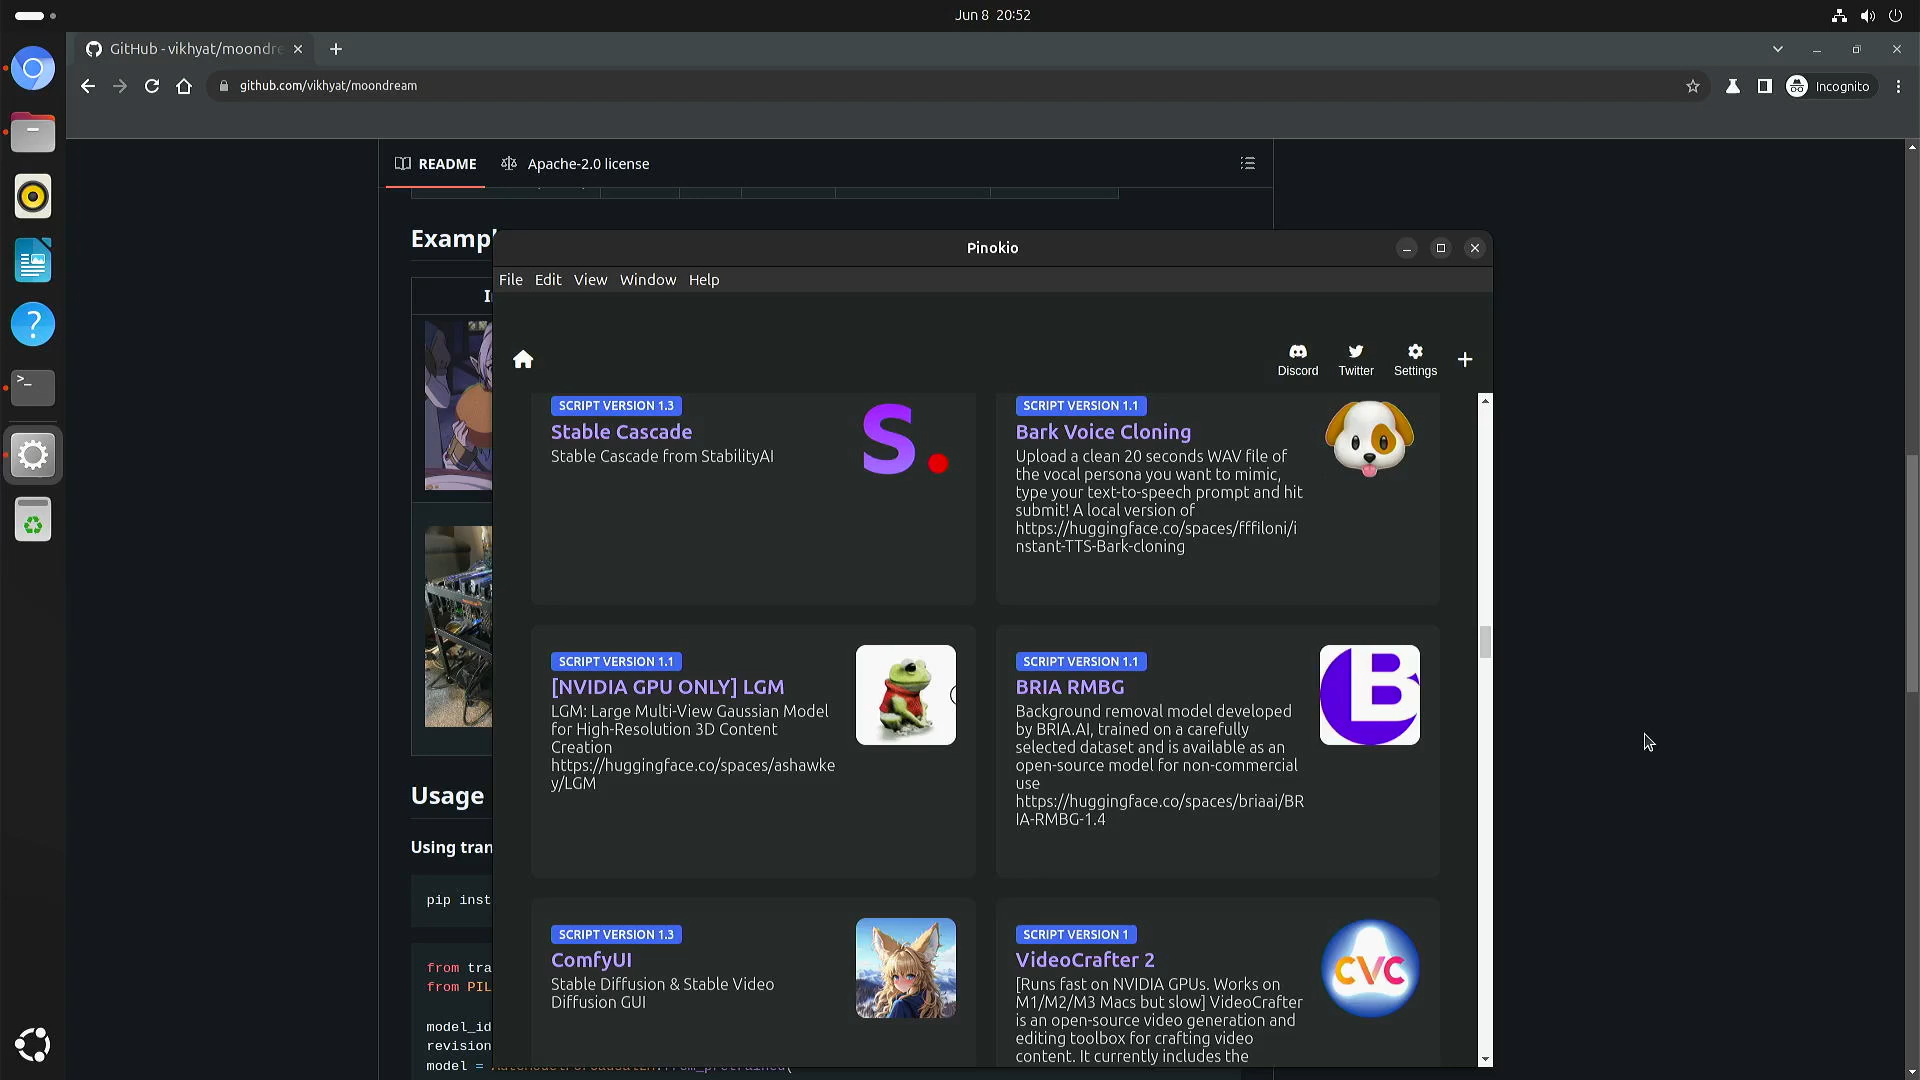 Jun 8 20:52
GitHub - vikhyat/moondre
github.com/vikhyat/moondream
Incognito
README
Apache-2.0 license
Exampl
Pinokio
File Edit View Window Help
Discord
Twitter
Settings
SCRIPT VERSION 1.3
Stable Cascade
Stable Cascade from StabilityAI
S.
SCRIPT VERSION 1.1
Bark Voice Cloning
Upload a clean 20 seconds WAV file of
the vocal persona you want to mimic,
type your text-to-speech prompt and hit
submit! A local version of
https://huggingface.co/spaces/fffiloni/i
nstant-TTS-Bark-cloning
SCRIPT VERSION 1.1
[NVIDIA GPU ONLY] LGM
LGM: Large Multi-View Gaussian Model
for High-Resolution 3D Content
Creation
https://huggingface.co/spaces/ashawke
y/LGM
SCRIPT VERSION 1.1
BRIA RMBG
Background removal model developed
by BRIA.AI, trained on a carefully
selected dataset and is available as an
open-source model for non-commercial
use
https://huggingface.co/spaces/briaai/BR
IA-RMBG-1.4
B
SCRIPT VERSION 1.3
ComfyUI
Stable Diffusion & Stable Video
Diffusion GUI
SCRIPT VERSION 1
VideoCrafter 2
[Runs fast on NVIDIA GPUs. Works on
M1/M2/M3 Macs but slow] VideoCrafter
is an open-source video generation and
editing toolbox for crafting video
content. It currently includes the
CVC
Usage
Using tran
pip inst
from tra
from PIL
model_id
revision
model =